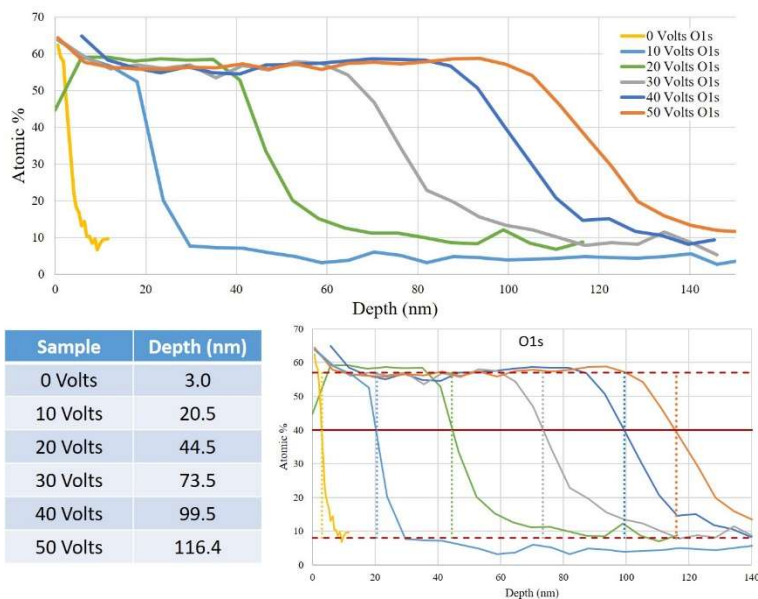 70
60
50
40
30
20
10
0
Atomic %
0 20 40 60 80 100 120 140
Depth (nm)
0 Volts O1s
10 Volts O1s
20 Volts O1s
30 Volts O1s
40 Volts O1s
50 Volts O1s
Sample Depth (nm)
0 Volts 3.0
10 Volts 20.5
20 Volts 44.5
30 Volts 73.5
40 Volts 99.5
50 Volts 116.4
O1s
70
60
50
40
30
20
10
0
Atomic %
0 20 40 60 80 100 120 140
Depth (nm)